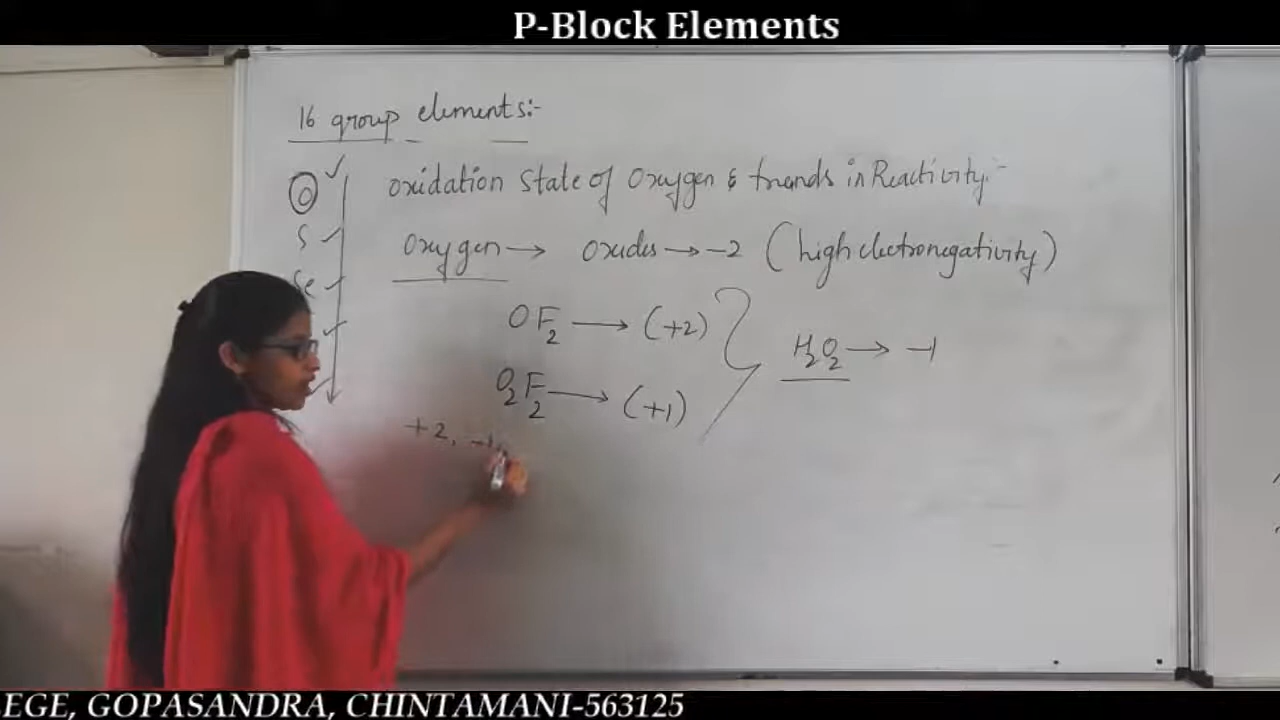 P-Block Elements
16 group elements:-
O
S
Se
Oxidation state of Oxygen & trends in Reactivity:-
Oxygen → Oxides → -2 (high electronegativity)
OF₂ → (+2)
O₂F₂ → (+1)
H₂O₂ → -1
+2, -1,
EGE, GOPASANDRA, CHINTAMANI-563125